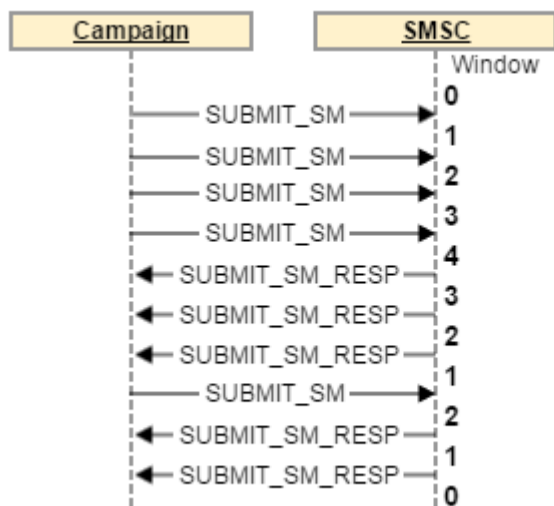 Campaign SMSC
Window
0
SUBMIT_SM
1
SUBMIT_SM
2
SUBMIT_SM
3
SUBMIT_SM
4
SUBMIT_SM_RESP
3
SUBMIT_SM_RESP
2
SUBMIT_SM_RESP
1
SUBMIT_SM
2
SUBMIT_SM_RESP
1
SUBMIT_SM_RESP
0